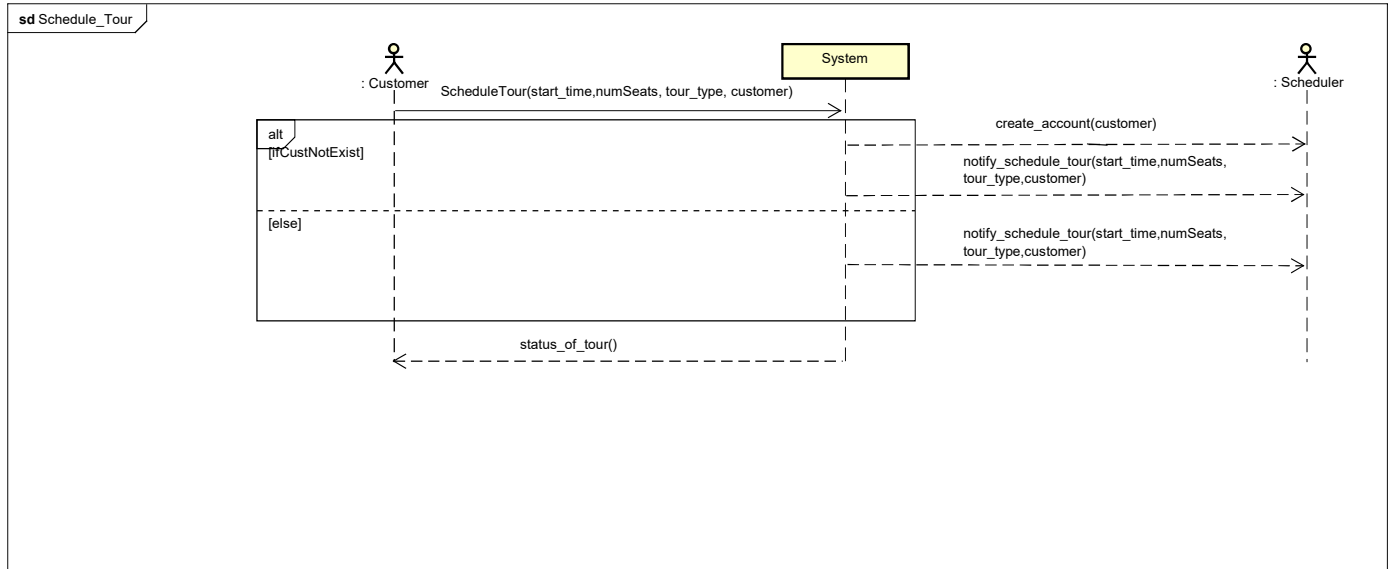 sd Schedule_Tour
: Customer
System
: Scheduler
ScheduleTour(start_time,numSeats, tour_type, customer)
alt
[ifCustNotExist]
create_account(customer)
notify_schedule_tour(start_time,numSeats,
tour_type,customer)
[else]
notify_schedule_tour(start_time,numSeats,
tour_type,customer)
status_of_tour()